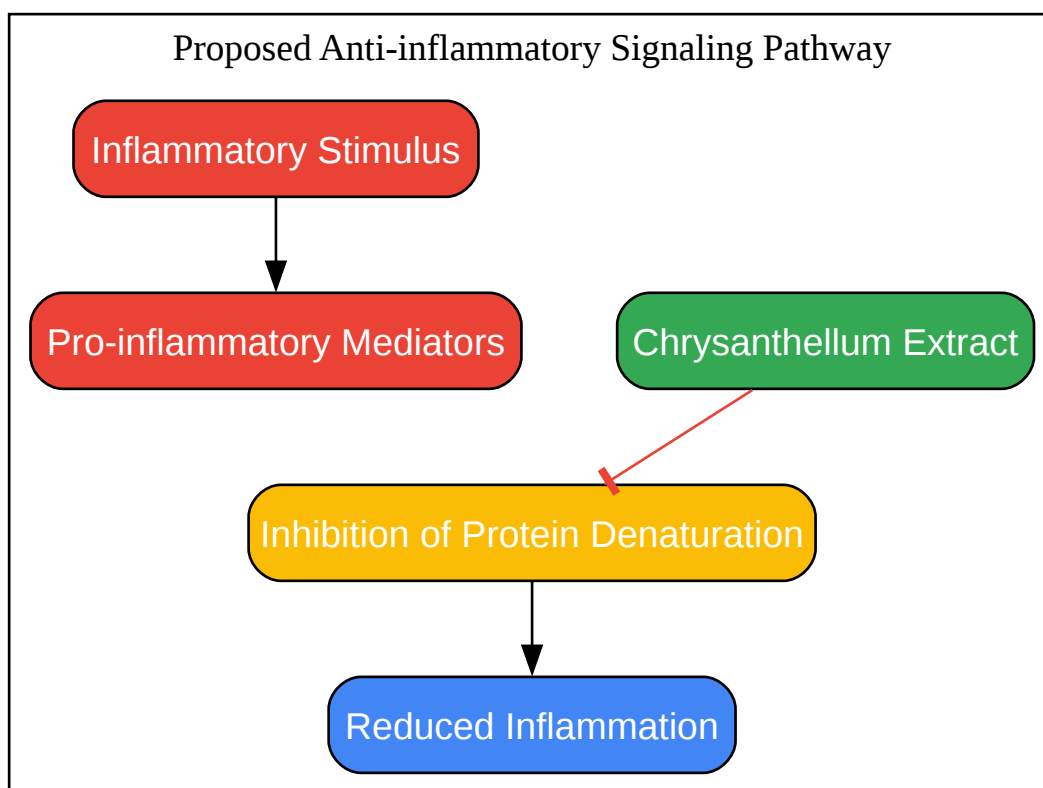 Proposed Anti-inflammatory Signaling Pathway
Inflammatory Stimulus
Pro-inflammatory Mediators
Chrysanthellum Extract
Inhibition of Protein Denaturation
Reduced Inflammation